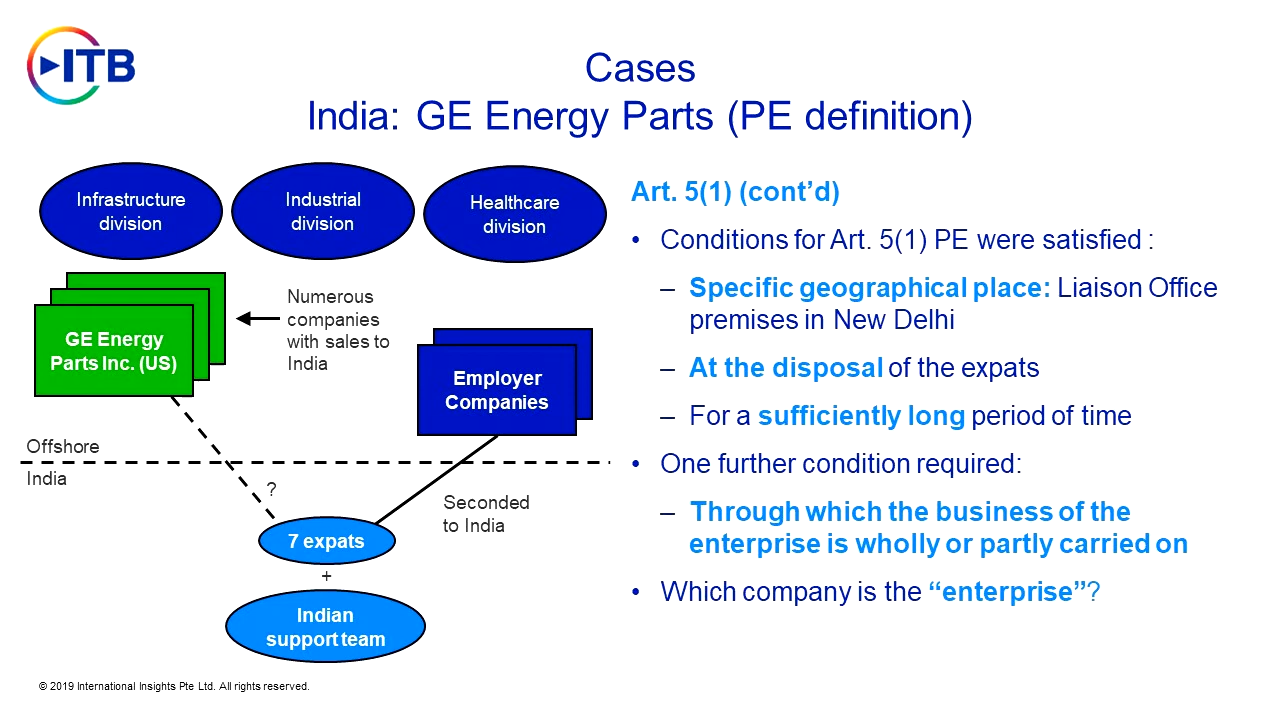 ITB
Cases
India: GE Energy Parts (PE definition)
Infrastructure
division
Industrial
division
Healthcare
division
GE Energy
Parts Inc. (US)
Numerous
companies
with sales to
India
Employer
Companies
Offshore
India
?
Seconded
to India
7 expats
+
Indian
support team
Art. 5(1) (cont’d)
• Conditions for Art. 5(1) PE were satisfied :
– Specific geographical place: Liaison Office
premises in New Delhi
– At the disposal of the expats
– For a sufficiently long period of time
• One further condition required:
– Through which the business of the
enterprise is wholly or partly carried on
• Which company is the “enterprise”?
© 2019 International Insights Pte Ltd. All rights reserved.